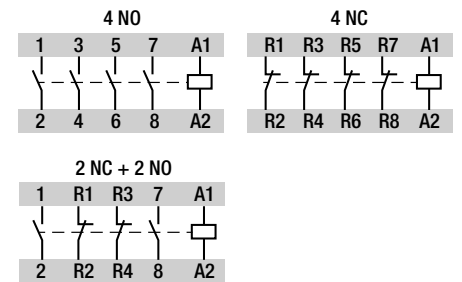 4 NO
1 3 5 7 A1
2 4 6 8 A2
4 NC
R1 R3 R5 R7 A1
R2 R4 R6 R8 A2
2 NC + 2 NO
1 R1 R3 7 A1
2 R2 R4 8 A2